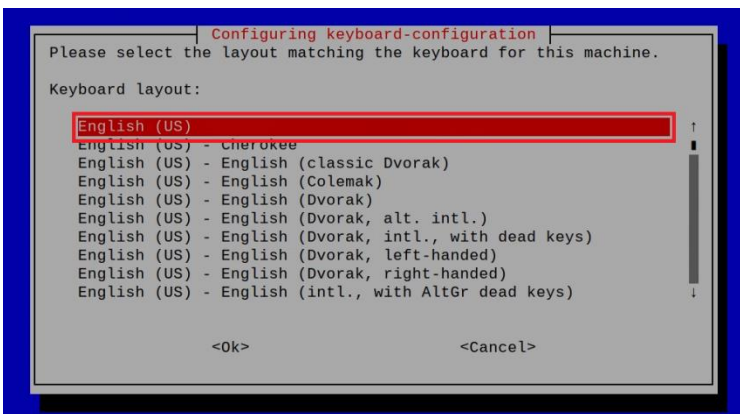 Configuring keyboard-configuration
Please select the layout matching the keyboard for this machine.
Keyboard layout:
English (US)
English (US) - Cherokee
English (US) - English (classic Dvorak)
English (US) - English (Colemak)
English (US) - English (Dvorak)
English (US) - English (Dvorak, alt. intl.)
English (US) - English (Dvorak, intl., with dead keys)
English (US) - English (Dvorak, left-handed)
English (US) - English (Dvorak, right-handed)
English (US) - English (intl., with AltGr dead keys)
<Ok> <Cancel>